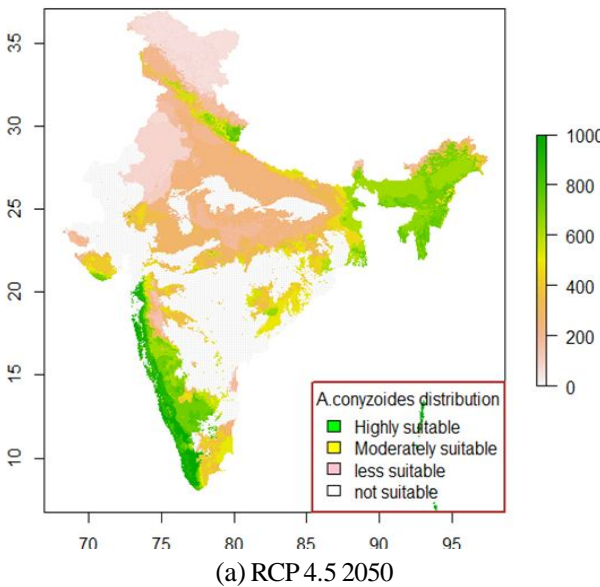 35
30
25
20
15
10
70 75 80 85 90 95
1000
800
600
400
200
0
A.conyzoides distribution
Highly suitable
Moderately suitable
less suitable
not suitable
(a) RCP 4.5 2050